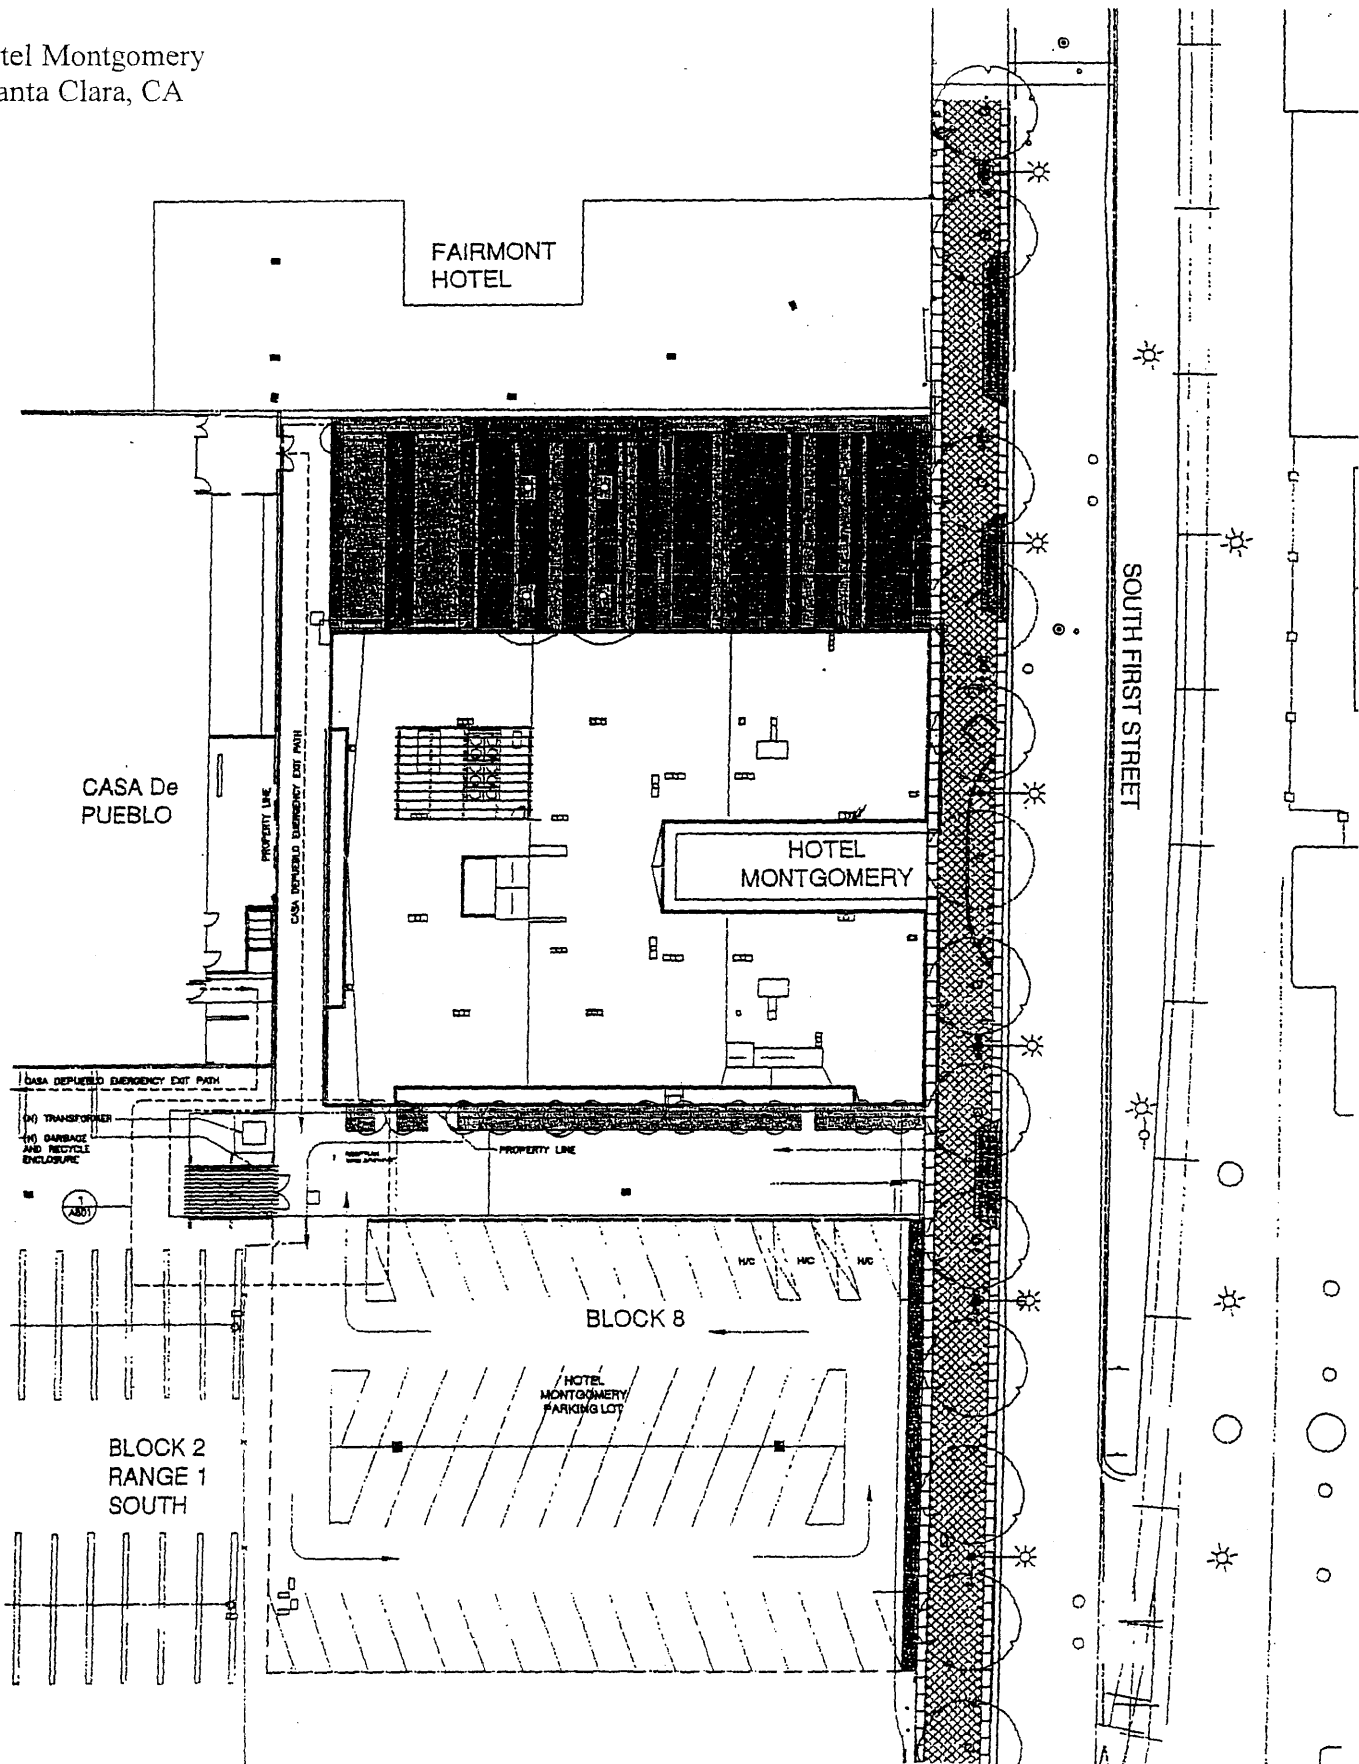 tel Montgomery
anta Clara, CA
FAIRMONT
HOTEL
SOUTH FIRST STREET
CASA De
PUEBLO
PROPERTY LINE
CASA DEPUEBLO EMERGENCY EXIT PATH
HOTEL
MONTGOMERY
CASA DEPUEBLO EMERGENCY EXIT PATH
(N) TRANSFORMER
(N) GARBAGE
AND RECYCLE
ENCLOSURE
PROPERTY LINE
1
A801
H/C
H/C
H/C
BLOCK 8
HOTEL
MONTGOMERY
PARKING LOT
BLOCK 2
RANGE 1
SOUTH